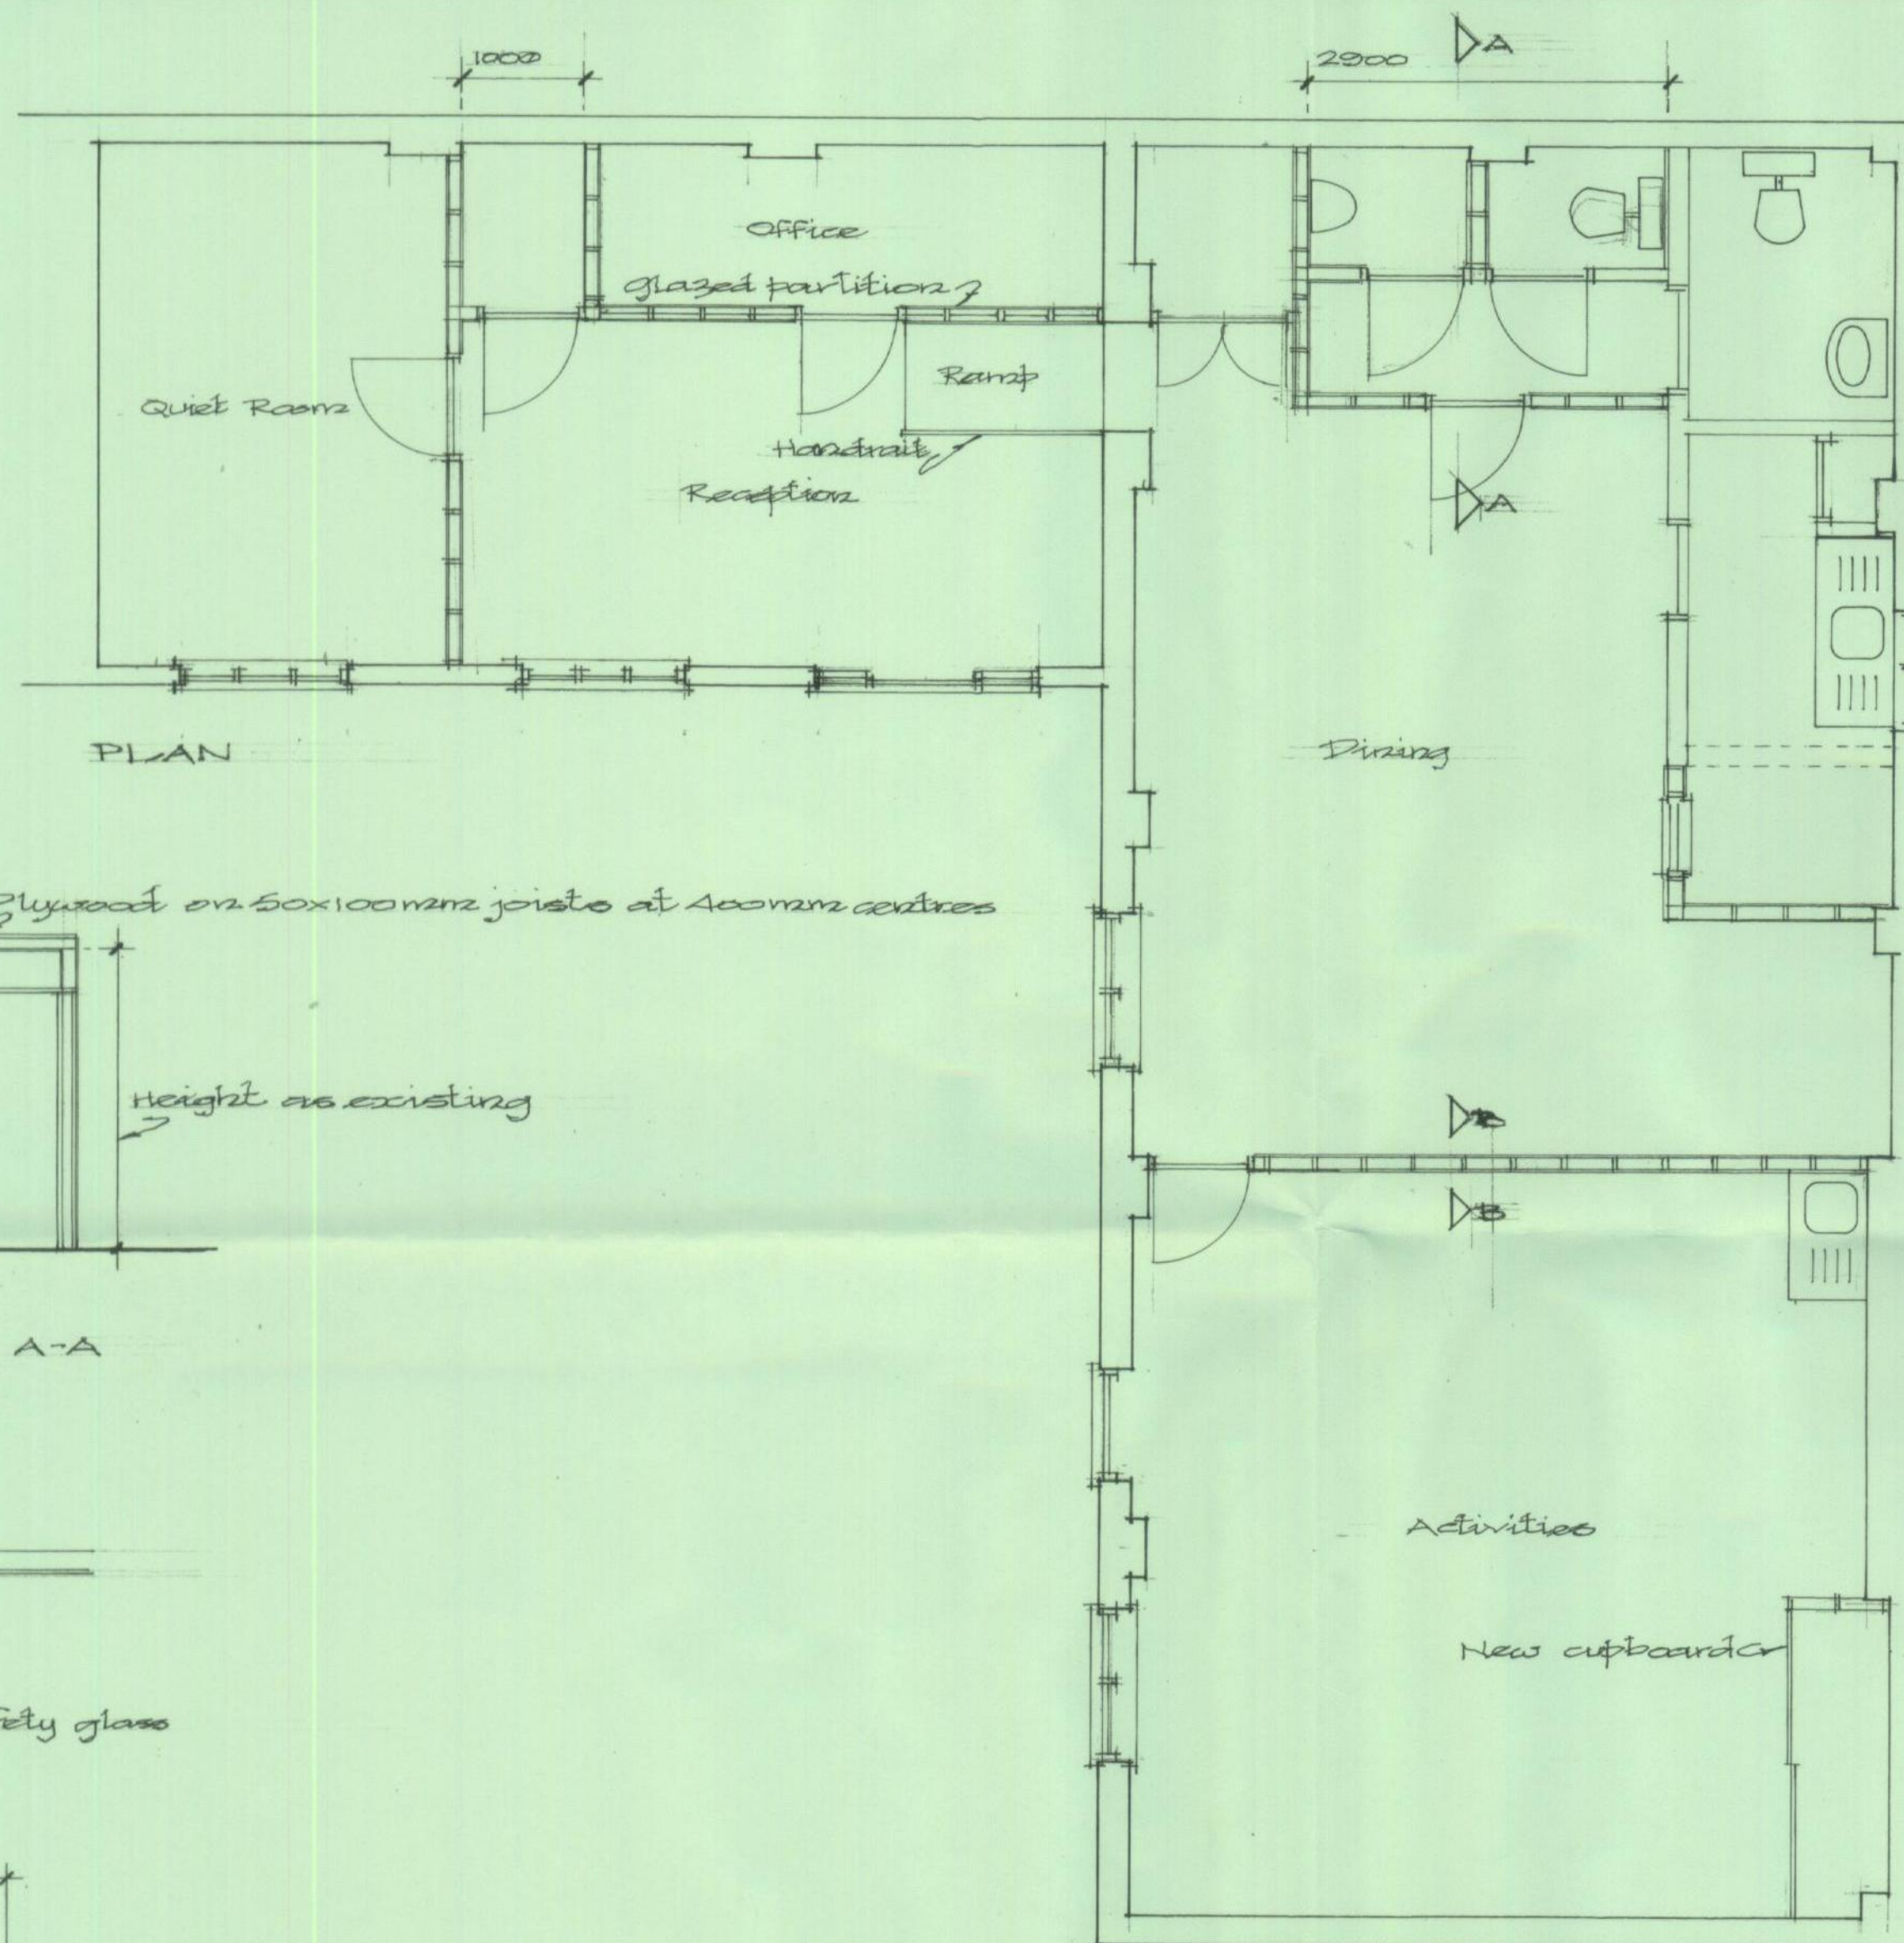 1000
2900
A
Office
Glazed partition
Ramp
Quiet Room
Handrail
Reception
A
PLAN
Dining
Plywood on 50x100mm joists at 400mm centres
Height as existing
B
B
A-A
Activities
New cupboard
fety glass